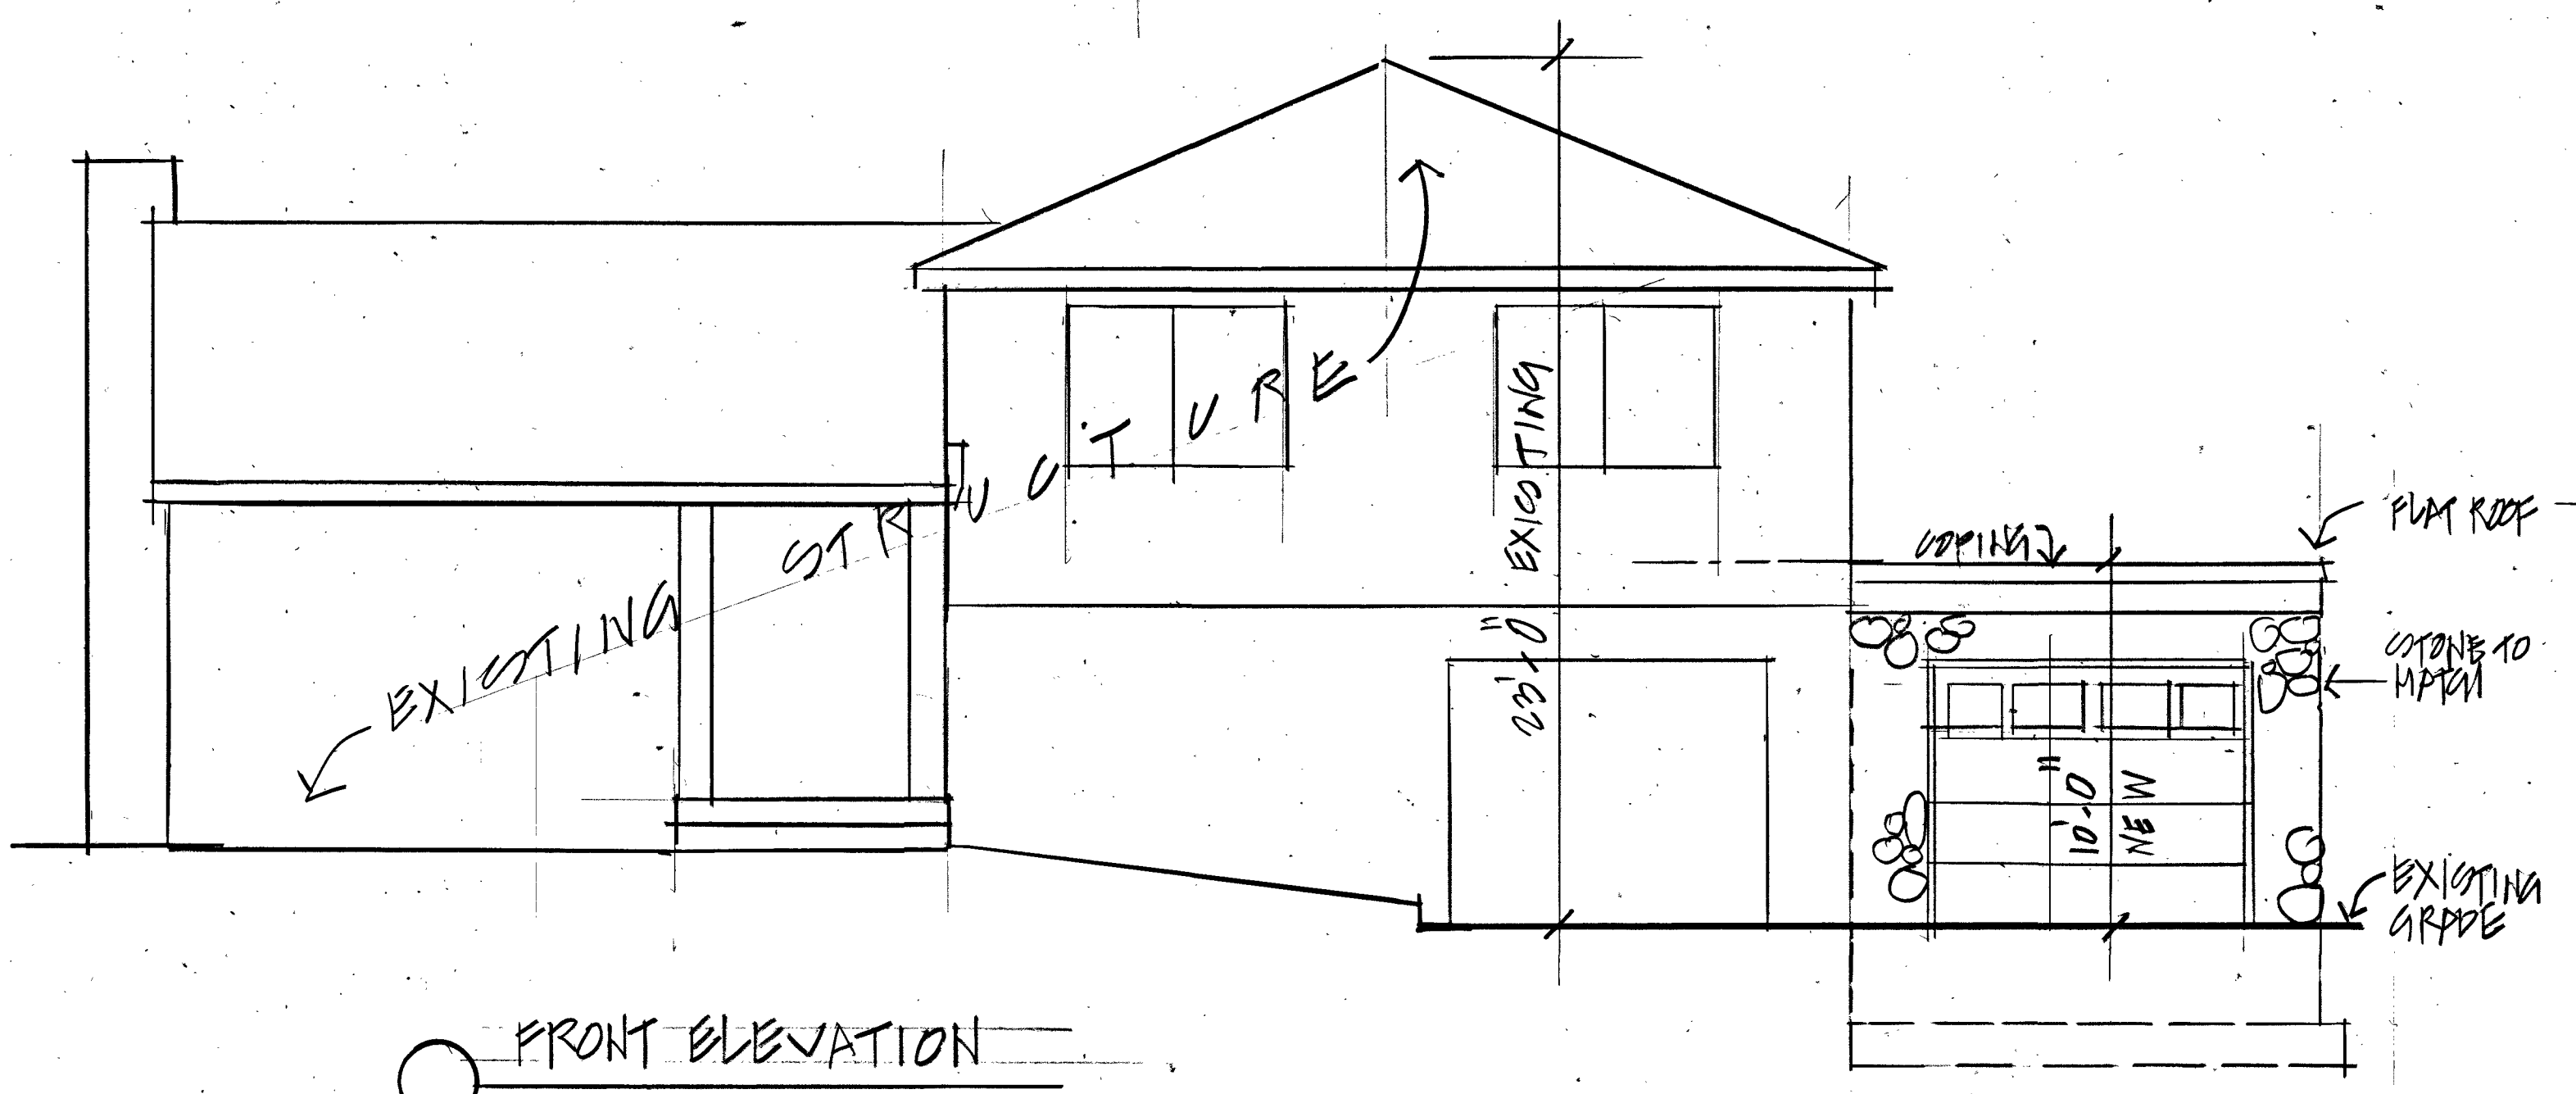 EXISTING STRUCTURE
EXISTING
23'-0"
COPING
FLAT ROOF
STONE TO
MATCH
10'-0"
NEW
EXISTING
GRADE
FRONT ELEVATION